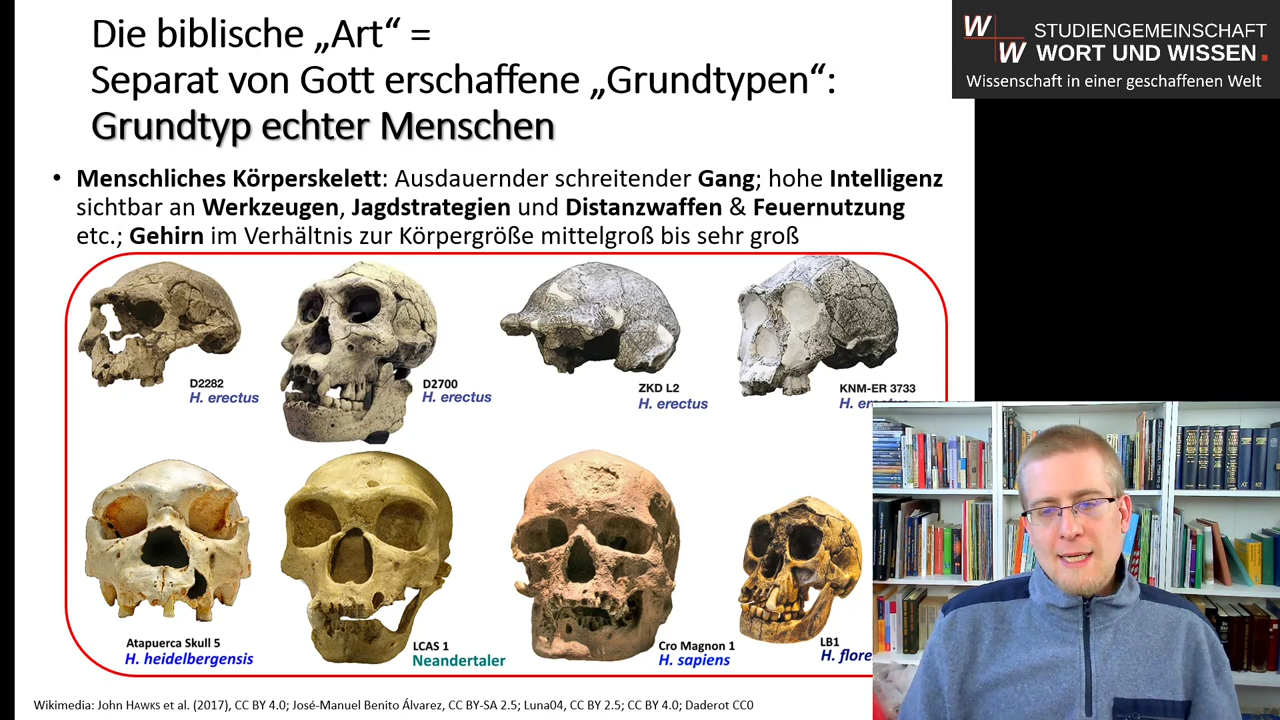 Die biblische „Art“ =
Separat von Gott erschaffene „Grundtypen“:
Grundtyp echter Menschen
W
W
STUDIENGEMEINSCHAFT
WORT UND WISSEN.
Wissenschaft in einer geschaffenen Welt
• Menschliches Körperskelett: Ausdauernder schreitender Gang; hohe Intelligenz
sichtbar an Werkzeugen, Jagdstrategien und Distanzwaffen & Feuernutzung
etc.; Gehirn im Verhältnis zur Körpergröße mittelgroß bis sehr groß
D2282
H. erectus
D2700
H. erectus
ZKD L2
H. erectus
KNM-ER 3733
H. erectus
Atapuerca Skull 5
H. heidelbergensis
LCAS 1
Neandertaler
Cro Magnon 1
H. sapiens
LB1
H. flore
Wikimedia: John Hawks et al. (2017), CC BY 4.0; José-Manuel Benito Álvarez, CC BY-SA 2.5; Luna04, CC BY 2.5; CC BY 4.0; Daderot CC0